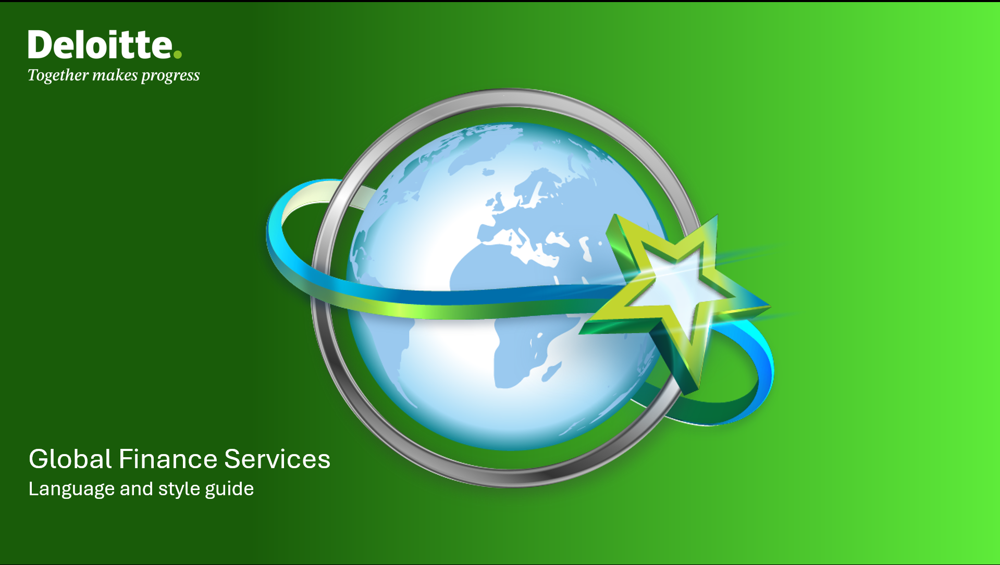 Deloitte.
Together makes progress
Global Finance Services
Language and style guide